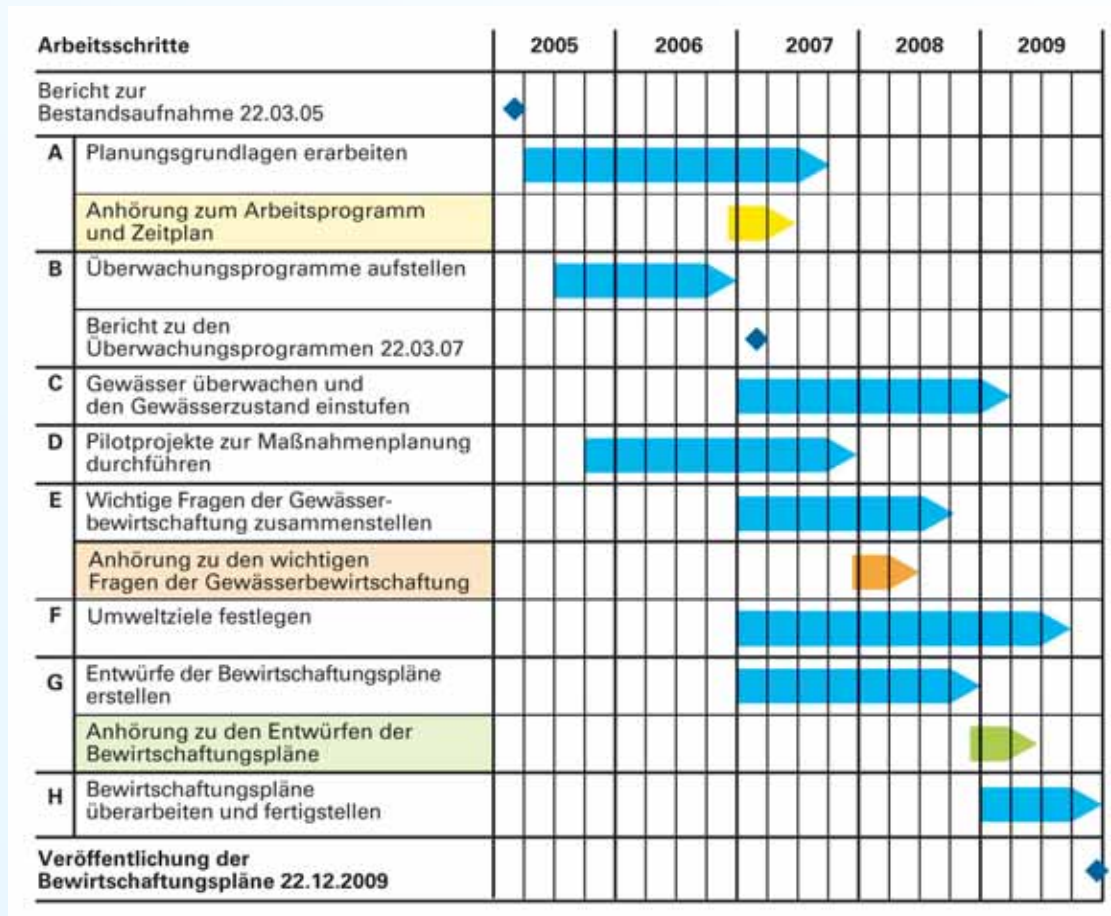 Arbeitsschritte 2005 2006 2007 2008 2009
Bericht zur
Bestandsaufnahme 22.03.05
A Planungsgrundlagen erarbeiten
Anhörung zum Arbeitsprogramm
und Zeitplan
B Überwachungsprogramme aufstellen
Bericht zu den
Überwachungsprogrammen 22.03.07
C Gewässer überwachen und
den Gewässerzustand einstufen
D Pilotprojekte zur Maßnahmenplanung
durchführen
E Wichtige Fragen der Gewässer-
bewirtschaftung zusammenstellen
Anhörung zu den wichtigen
Fragen der Gewässerbewirtschaftung
F Umweltziele festlegen
G Entwürfe der Bewirtschaftungspläne
erstellen
Anhörung zu den Entwürfen der
Bewirtschaftungspläne
H Bewirtschaftungspläne
überarbeiten und fertigstellen
Veröffentlichung der
Bewirtschaftungspläne 22.12.2009